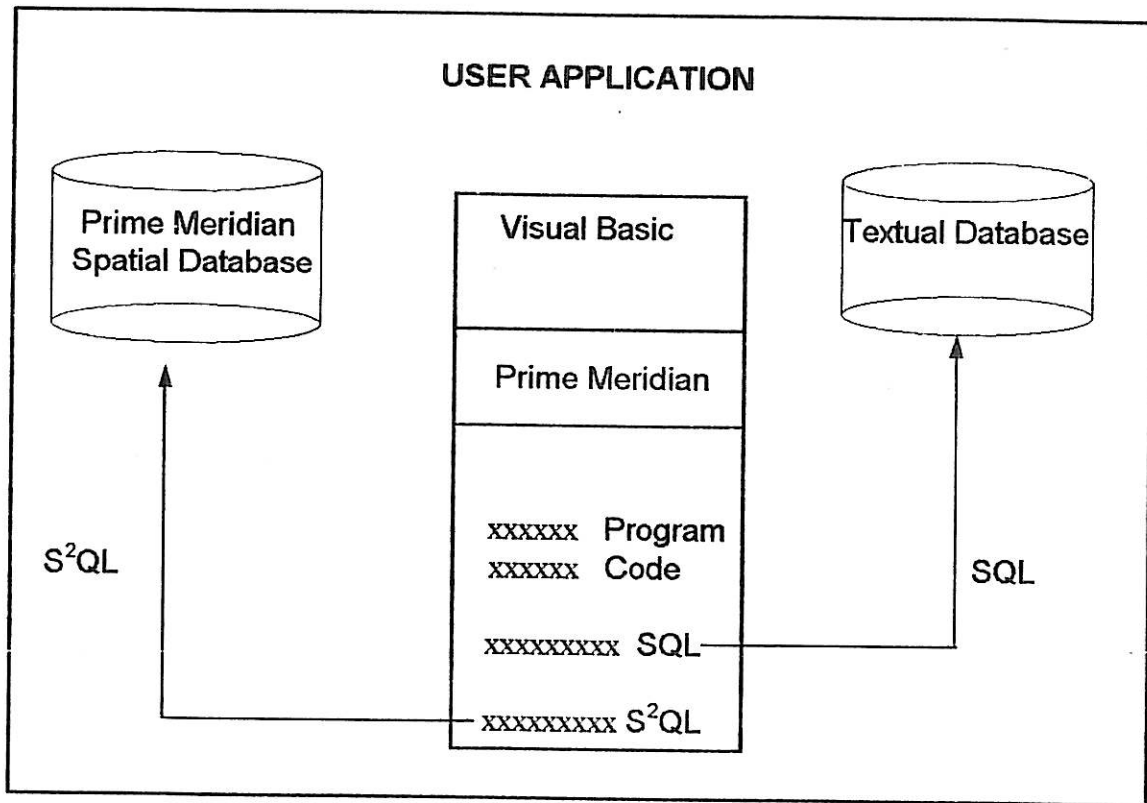 USER APPLICATION
Prime Meridian
Spatial Database
Visual Basic
Textual Database
Prime Meridian
xxxxxx Program
xxxxxx Code
S²QL
SQL
xxxxxxxxx SQL
xxxxxxxxx S²QL